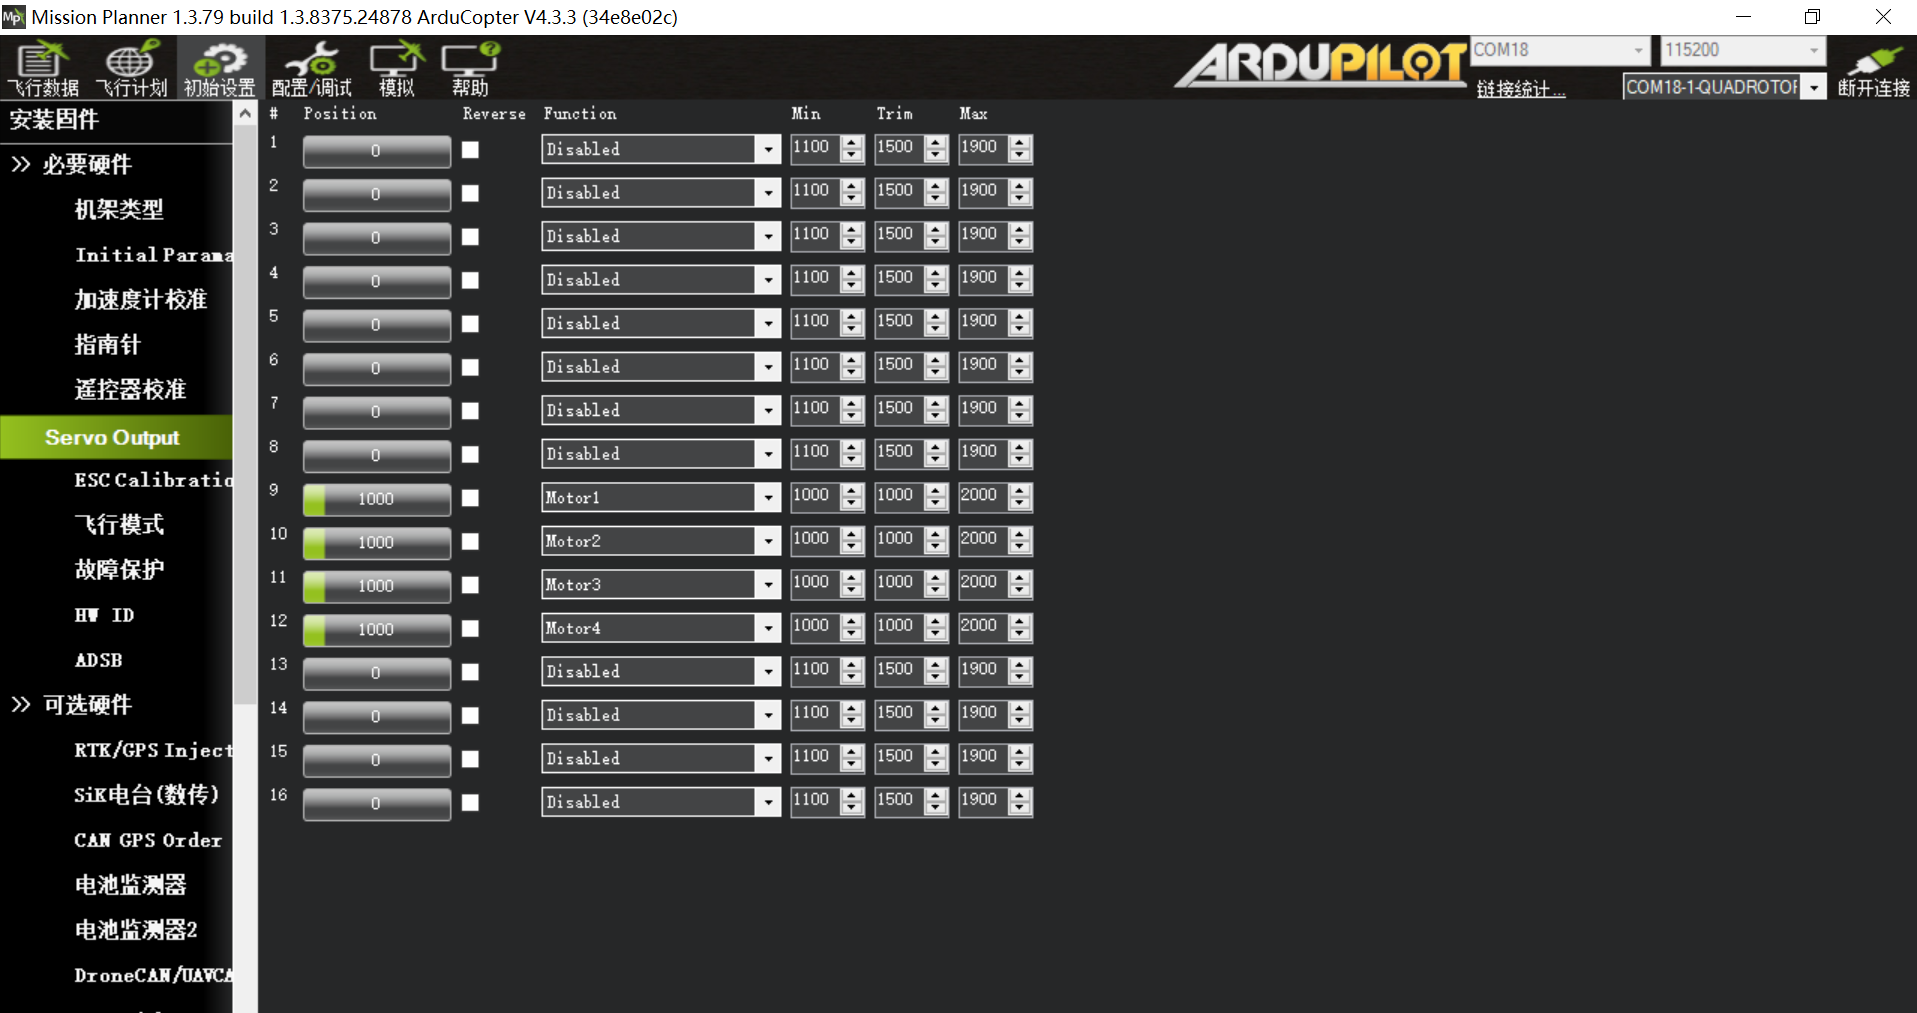 Mission Planner 1.3.79 build 1.3.8375.24878 ArduCopter V4.3.3 (34e8e02c)
飞行数据 飞行计划 初始设置 配置/调试 模拟 帮助
ARDUPILOT
COM18 115200
链接统计... COM18-1-QUADROTOR 断开连接
安装固件
>> 必要硬件
机架类型
Initial Parama
加速度计校准
指南针
遥控器校准
Servo Output
ESC Calibratio
飞行模式
故障保护
HW ID
ADSB
>> 可选硬件
RTK/GPS Inject
SiK电台(数传)
CAN GPS Order
电池监测器
电池监测器2
DroneCAN/UAVCA
# Position Reverse Function Min Trim Max
1 0 Disabled 1100 1500 1900
2 0 Disabled 1100 1500 1900
3 0 Disabled 1100 1500 1900
4 0 Disabled 1100 1500 1900
5 0 Disabled 1100 1500 1900
6 0 Disabled 1100 1500 1900
7 0 Disabled 1100 1500 1900
8 0 Disabled 1100 1500 1900
9 1000 Motor1 1000 1000 2000
10 1000 Motor2 1000 1000 2000
11 1000 Motor3 1000 1000 2000
12 1000 Motor4 1000 1000 2000
13 0 Disabled 1100 1500 1900
14 0 Disabled 1100 1500 1900
15 0 Disabled 1100 1500 1900
16 0 Disabled 1100 1500 1900